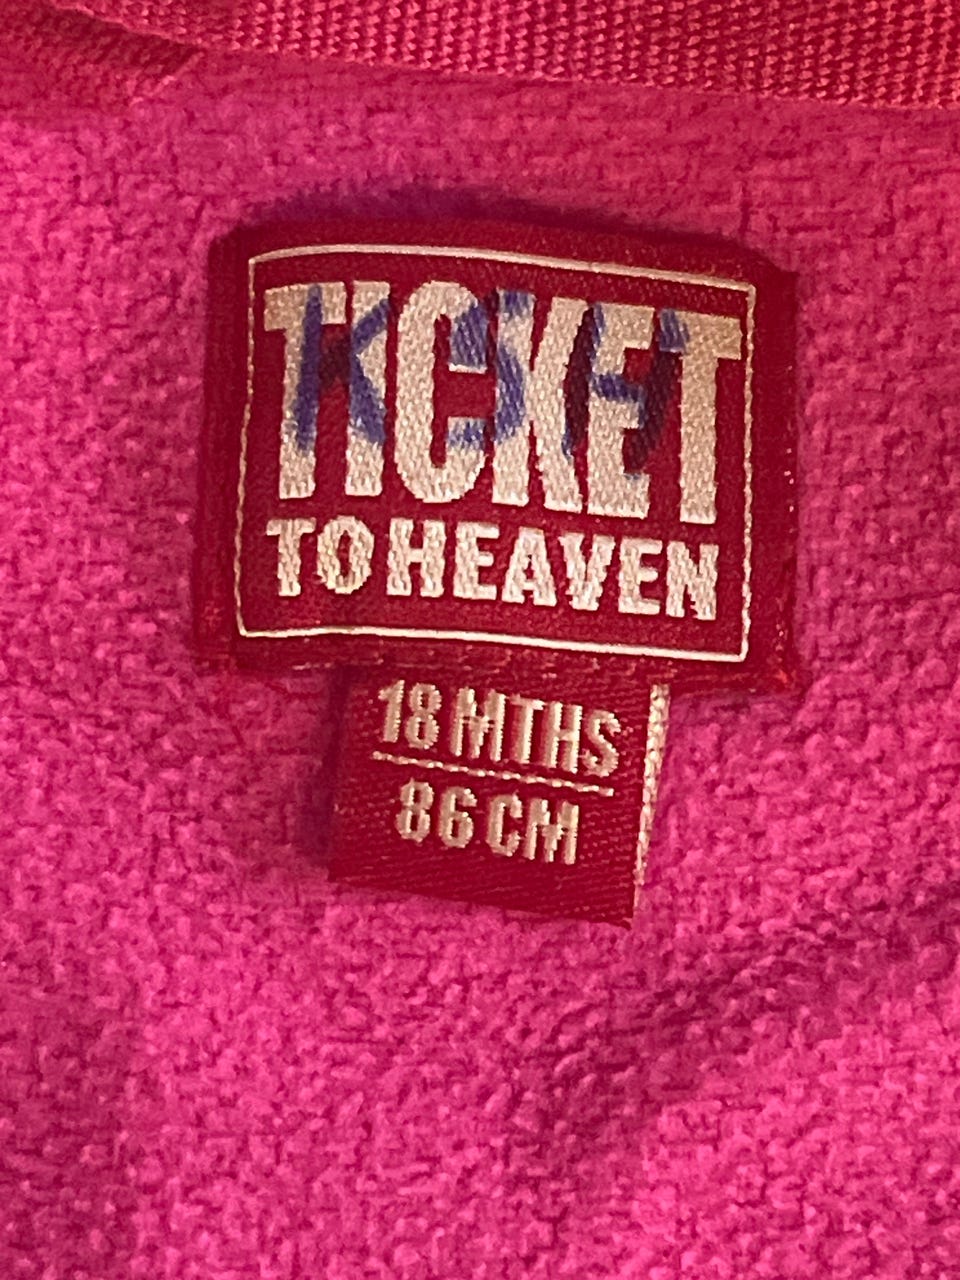 TICKET
TO HEAVEN
18 MTHS
86 CM